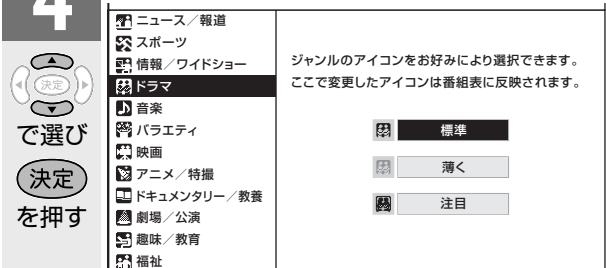 4
決定
で選び
決定
を押す
ニュース／報道
スポーツ
情報／ワイドショー
ドラマ
音楽
バラエティ
映画
アニメ／特撮
ドキュメンタリー／教養
劇場／公演
趣味／教育
福祉
ジャンルのアイコンをお好みにより選択できます。
ここで変更したアイコンは番組表に反映されます。
標準
薄く
注目